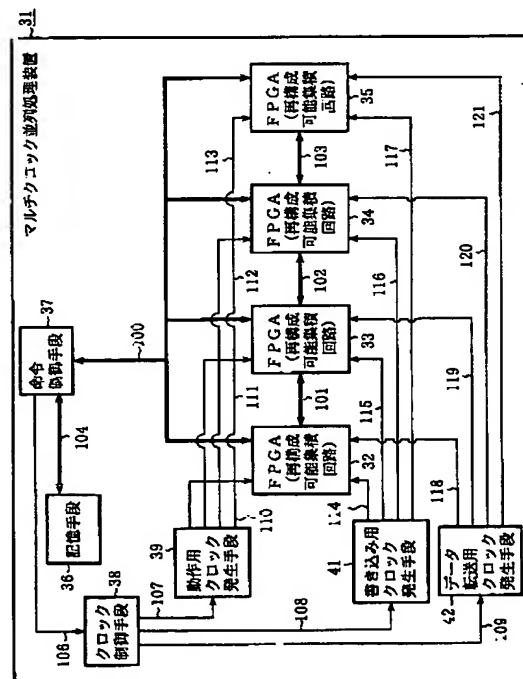 31
マルチクロック並列処理装置
命令
制御手段
37
記憶手段
36
104
100
106
クロック
制御手段
38
107
108
109
動作用
クロック
発生手段
39
書き込み用
クロック
発生手段
41
データ
転送用
クロック
発生手段
42
110
111
112
113
FPGA
(再構成
可能集積
回路)
32
101
FPGA
(再構成
可能集積
回路)
33
102
FPGA
(再構成
可能集積
回路)
34
103
FPGA
(再構成
可能集積
回路)
35
114
115
116
117
118
119
120
121